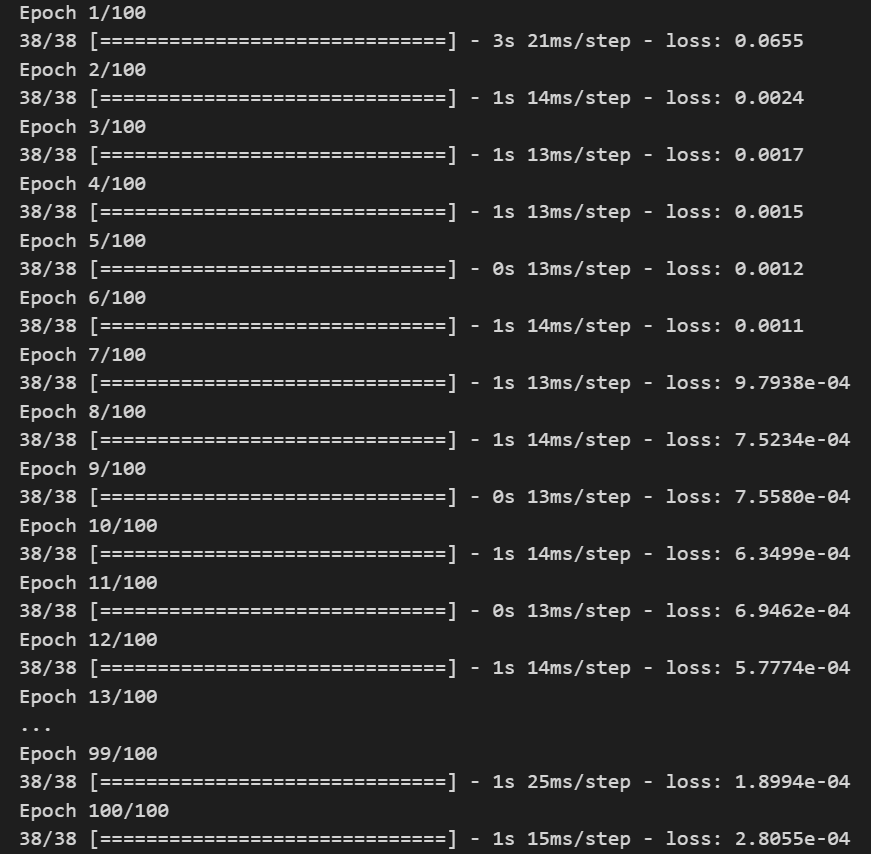 Epoch 1/100
38/38 [==============================] - 3s 21ms/step - loss: 0.0655
Epoch 2/100
38/38 [==============================] - 1s 14ms/step - loss: 0.0024
Epoch 3/100
38/38 [==============================] - 1s 13ms/step - loss: 0.0017
Epoch 4/100
38/38 [==============================] - 1s 13ms/step - loss: 0.0015
Epoch 5/100
38/38 [==============================] - 0s 13ms/step - loss: 0.0012
Epoch 6/100
38/38 [==============================] - 1s 14ms/step - loss: 0.0011
Epoch 7/100
38/38 [==============================] - 1s 13ms/step - loss: 9.7938e-04
Epoch 8/100
38/38 [==============================] - 1s 14ms/step - loss: 7.5234e-04
Epoch 9/100
38/38 [==============================] - 0s 13ms/step - loss: 7.5580e-04
Epoch 10/100
38/38 [==============================] - 1s 14ms/step - loss: 6.3499e-04
Epoch 11/100
38/38 [==============================] - 0s 13ms/step - loss: 6.9462e-04
Epoch 12/100
38/38 [==============================] - 1s 14ms/step - loss: 5.7774e-04
Epoch 13/100
...
Epoch 99/100
38/38 [==============================] - 1s 25ms/step - loss: 1.8994e-04
Epoch 100/100
38/38 [==============================] - 1s 15ms/step - loss: 2.8055e-04